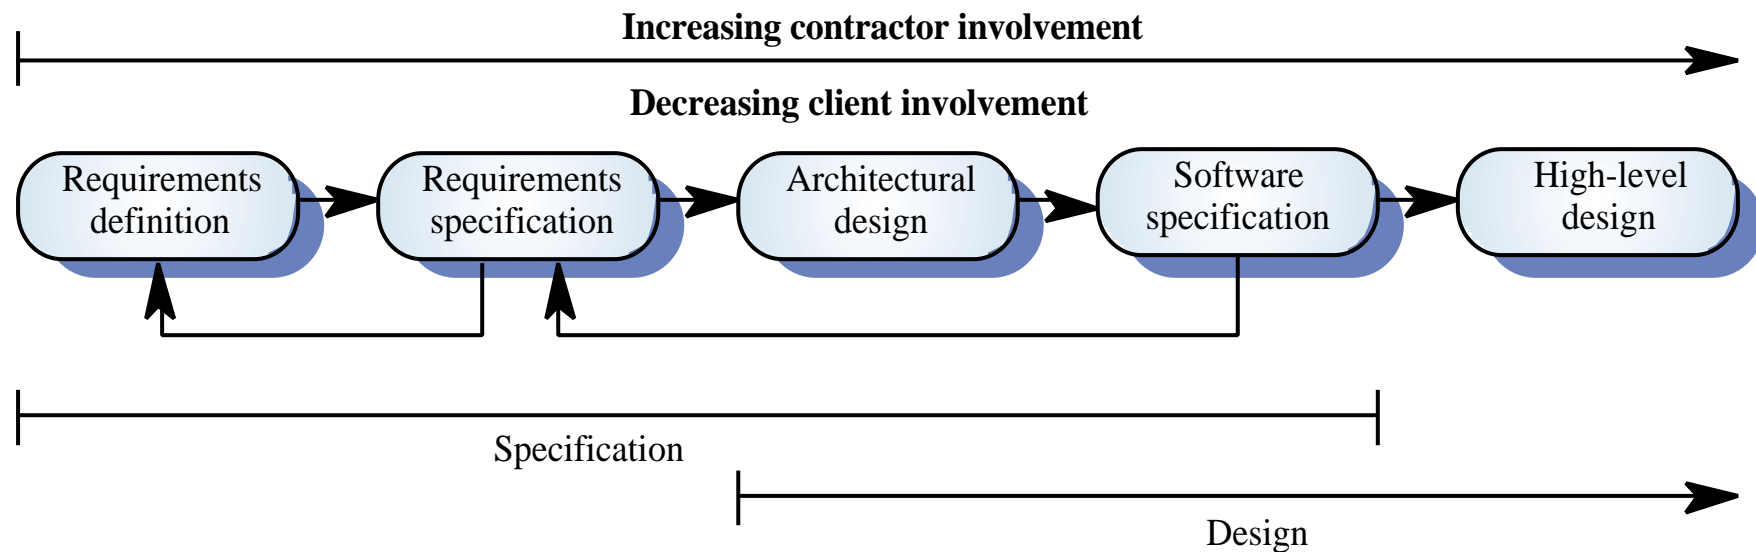 Increasing contractor involvement
Decreasing client involvement
Requirements
definition
Requirements
specification
Architectural
design
Software
specification
High-level
design
Specification
Design